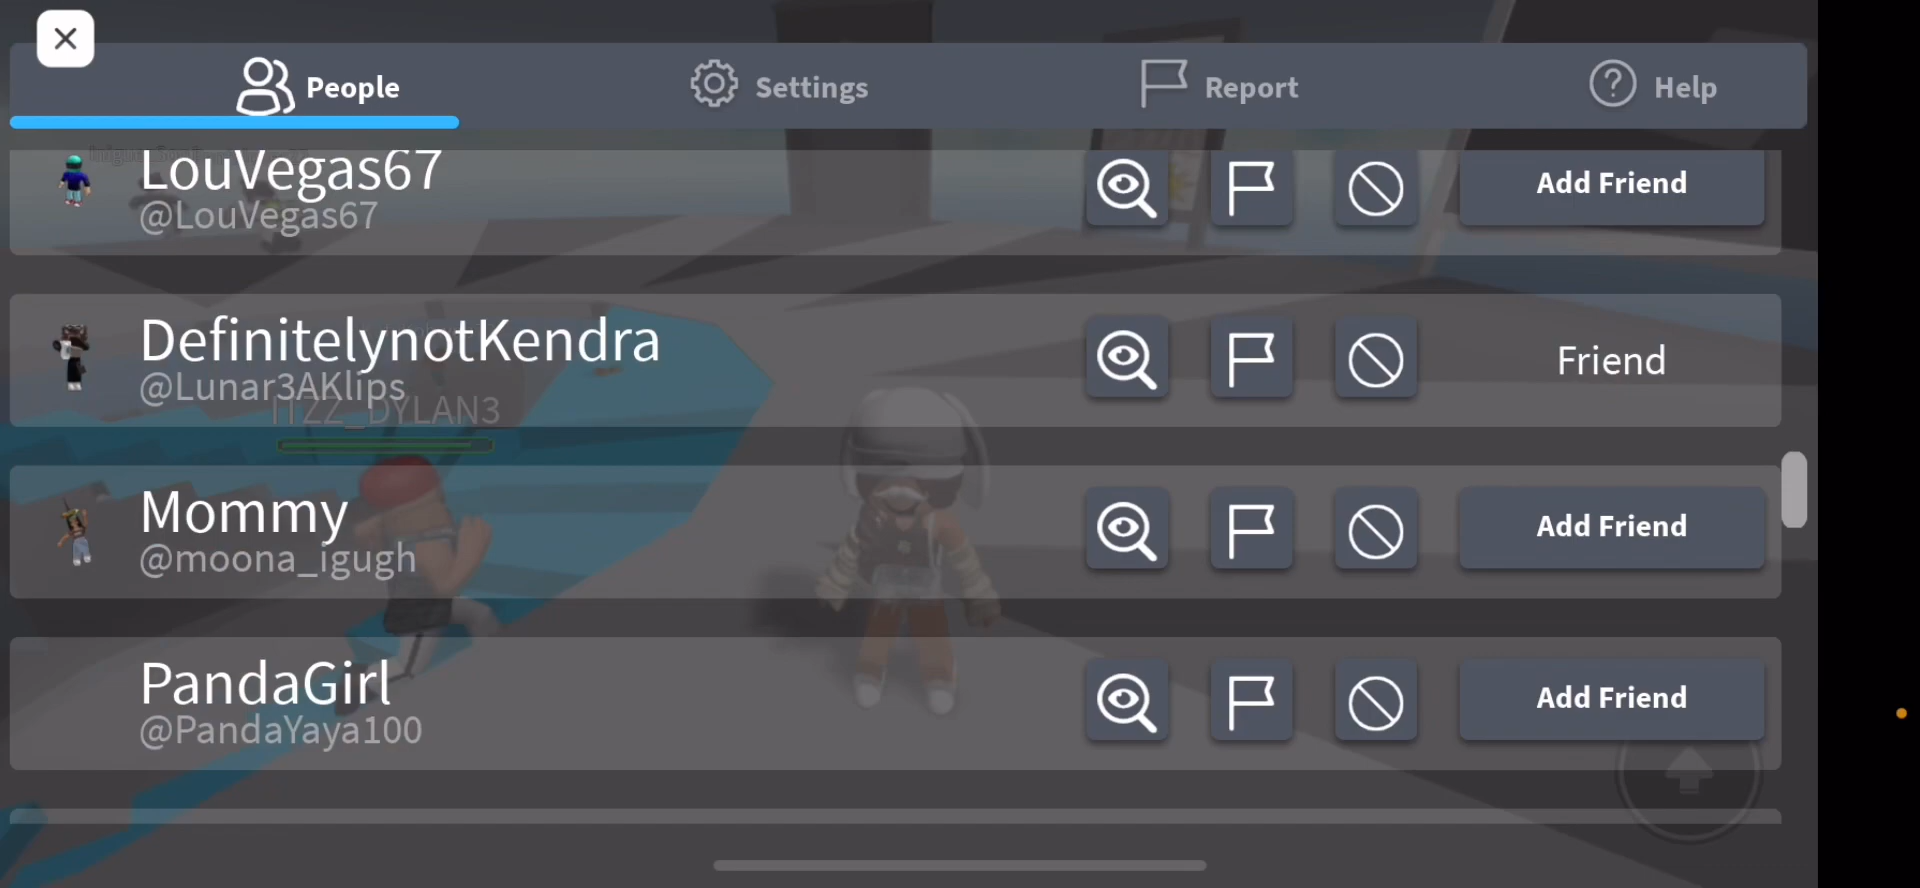 People
Settings
Report
Help
LouVegas67
@LouVegas67
Add Friend
DefinitelynotKendra
@Lunar3AKlips
Friend
ITZZ_DYLAN3
Mommy
@moona_igugh
Add Friend
PandaGirl
@PandaYaya100
Add Friend